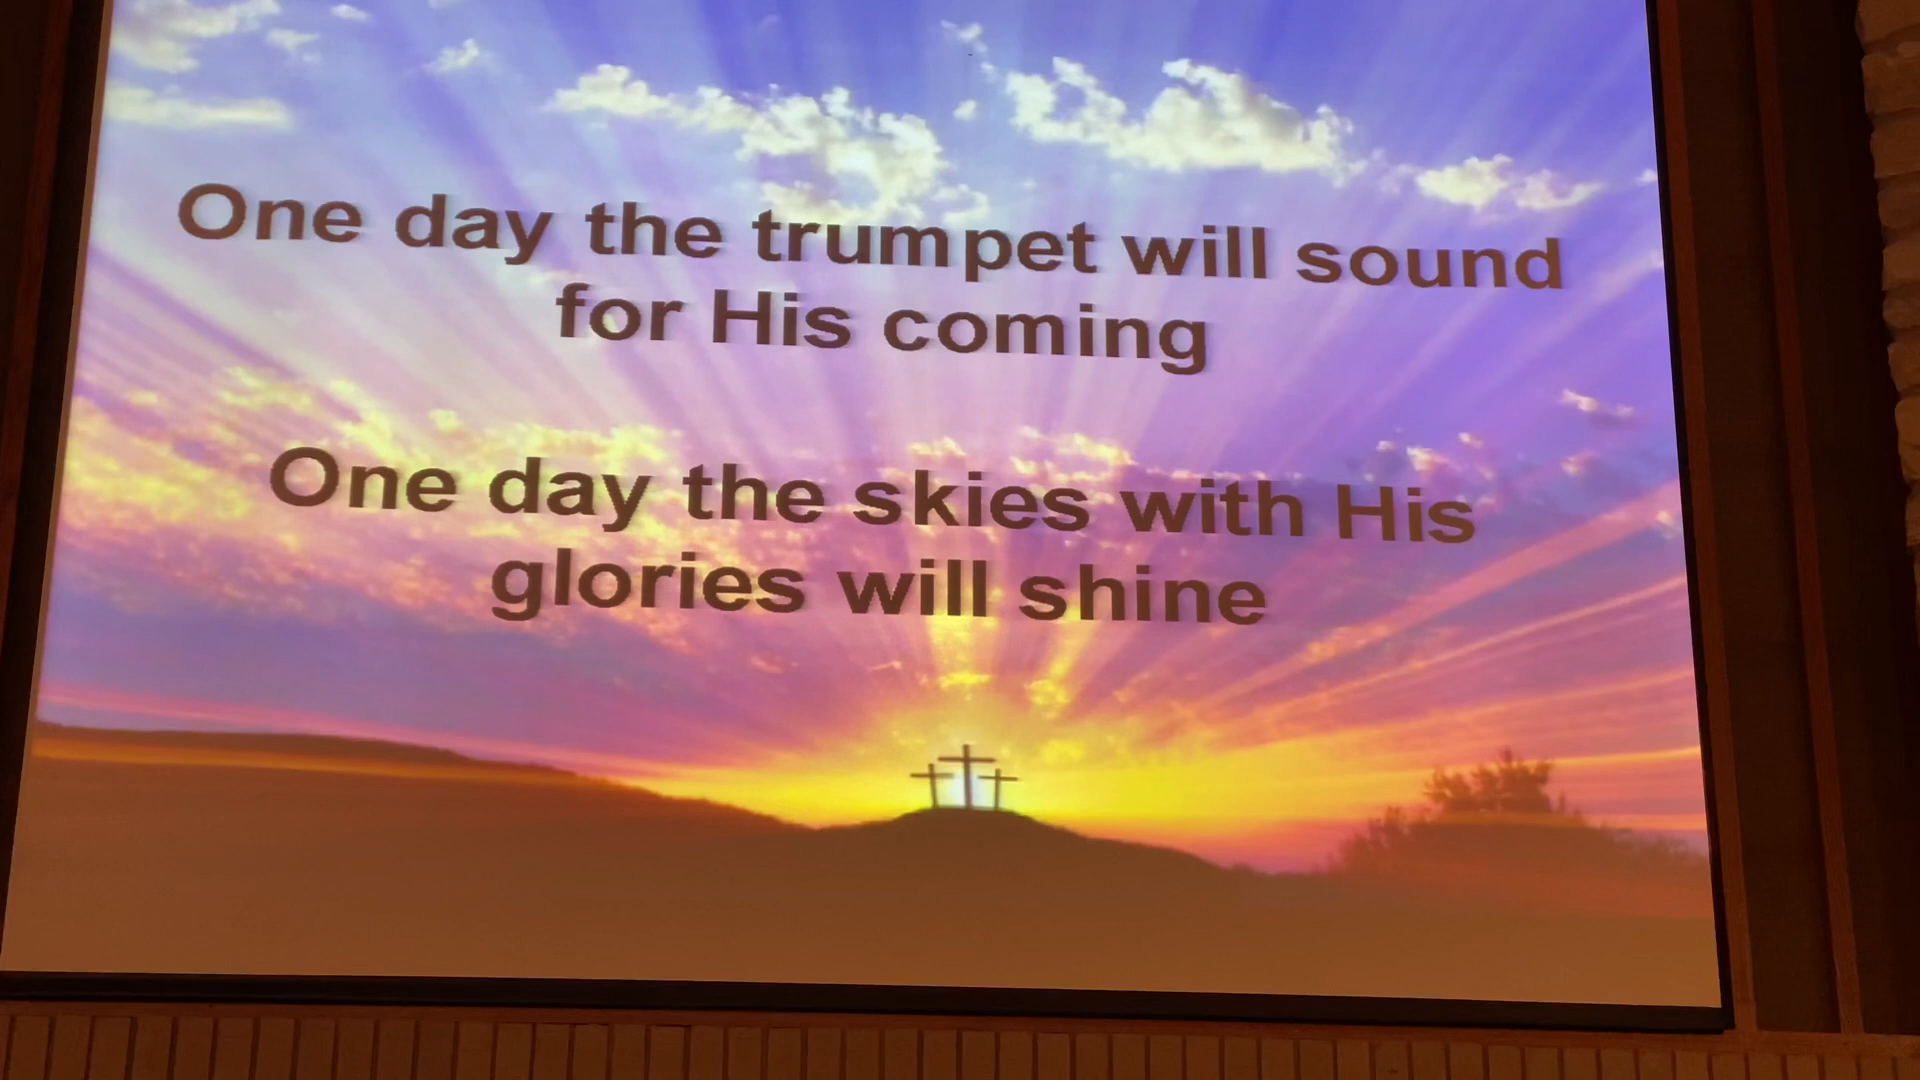 One day the trumpet will sound
for His coming
One day the skies with His
glories will shine